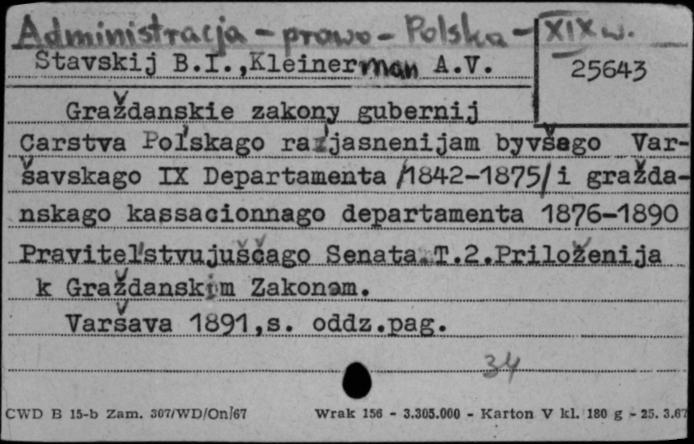 Administracja - prawo - Polska - XIX w.
Stavskij B.I.,Kleinerman A.V.
25643
Graždanskie zakony gubernij
Carstva Pol'skago raz'jasnenijam byvšago Var-
šavskago IX Departamenta /1842-1875/ i gražda-
nskago kassacionnago departamenta 1876-1890
Pravitel'stvujuščago Senata.T.2.Priloženija
k Graždanskim Zakonam.
Varšava 1891,s. oddz.pag.
34
CWD B 15-b Zam. 307/WD/On/67 Wrak 156 - 3.305.000 - Karton V kl. 180 g - 25. 3.67